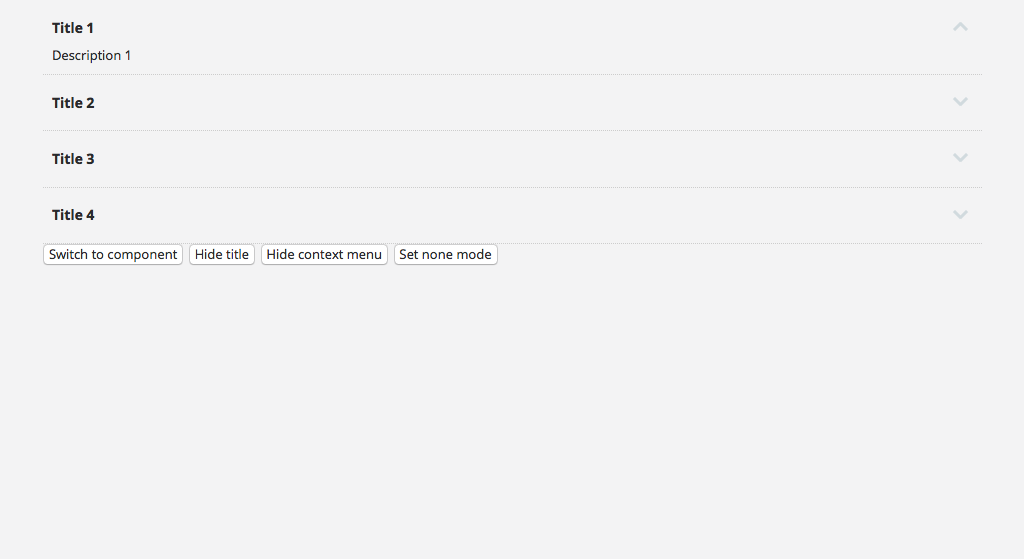 Title 1
Description 1
Title 2
Title 3
Title 4
Switch to component Hide title Hide context menu Set none mode